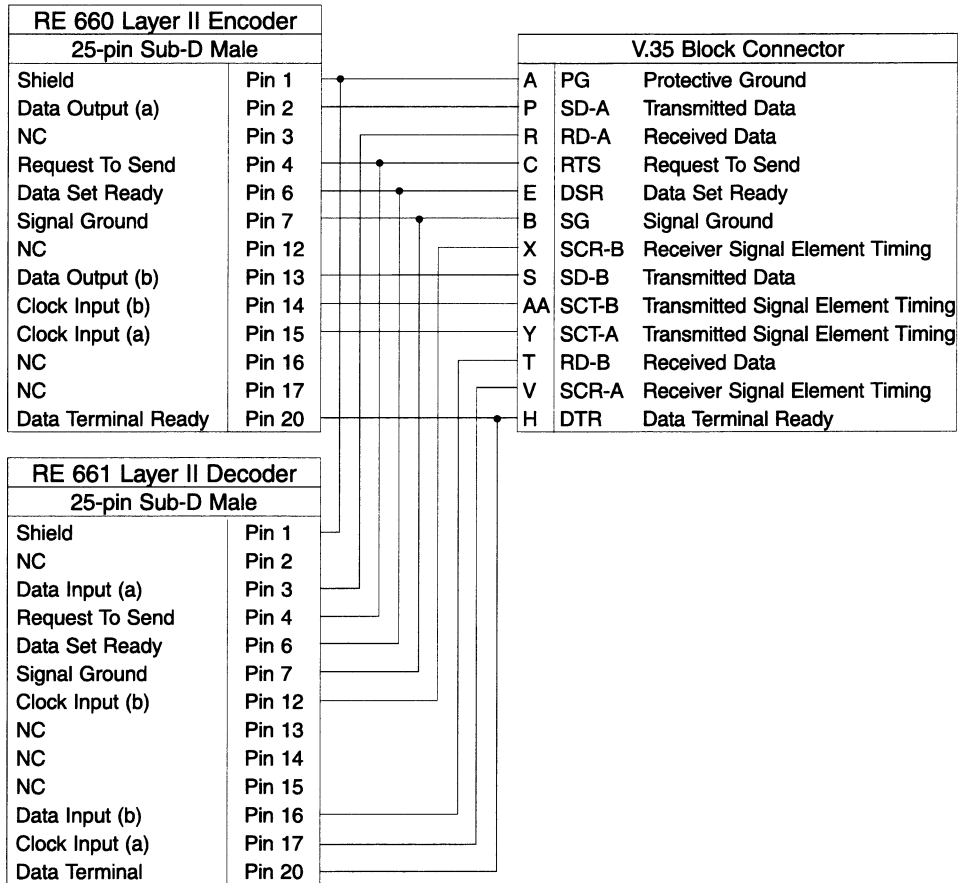 RE 660 Layer II Encoder
25-pin Sub-D Male
Shield Pin 1
Data Output (a) Pin 2
NC Pin 3
Request To Send Pin 4
Data Set Ready Pin 6
Signal Ground Pin 7
NC Pin 12
Data Output (b) Pin 13
Clock Input (b) Pin 14
Clock Input (a) Pin 15
NC Pin 16
NC Pin 17
Data Terminal Ready Pin 20
V.35 Block Connector
A PG Protective Ground
P SD-A Transmitted Data
R RD-A Received Data
C RTS Request To Send
E DSR Data Set Ready
B SG Signal Ground
X SCR-B Receiver Signal Element Timing
S SD-B Transmitted Data
AA SCT-B Transmitted Signal Element Timing
Y SCT-A Transmitted Signal Element Timing
T RD-B Received Data
V SCR-A Receiver Signal Element Timing
H DTR Data Terminal Ready
RE 661 Layer II Decoder
25-pin Sub-D Male
Shield Pin 1
NC Pin 2
Data Input (a) Pin 3
Request To Send Pin 4
Data Set Ready Pin 6
Signal Ground Pin 7
Clock Input (b) Pin 12
NC Pin 13
NC Pin 14
NC Pin 15
Data Input (b) Pin 16
Clock Input (a) Pin 17
Data Terminal Pin 20